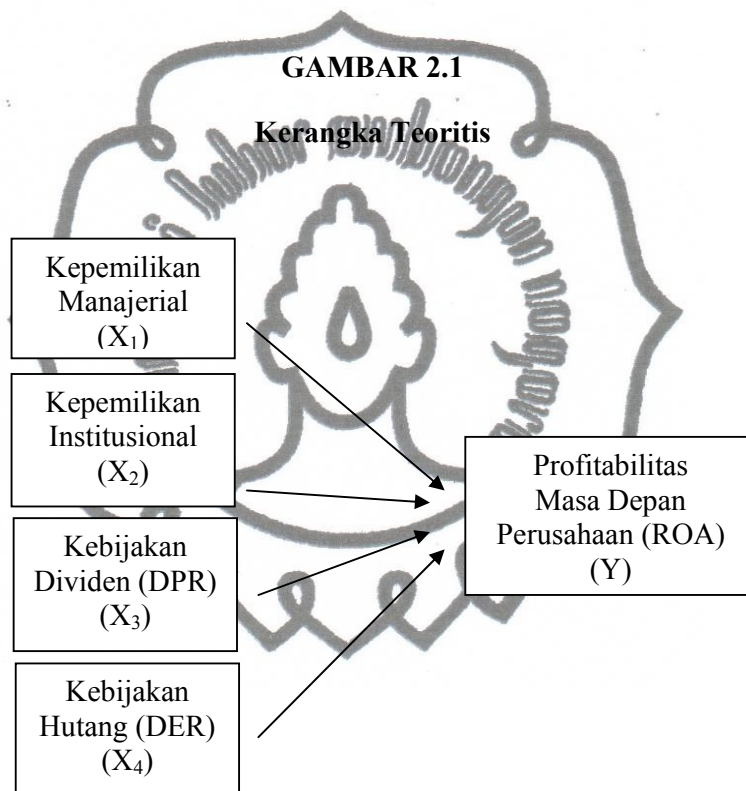 GAMBAR 2.1
Kerangka Teoritis
Kepemilikan
Manajerial
(X₁)
Kepemilikan
Institusional
(X₂)
Kebijakan
Dividen (DPR)
(X₃)
Kebijakan
Hutang (DER)
(X₄)
Profitabilitas
Masa Depan
Perusahaan (ROA)
(Y)